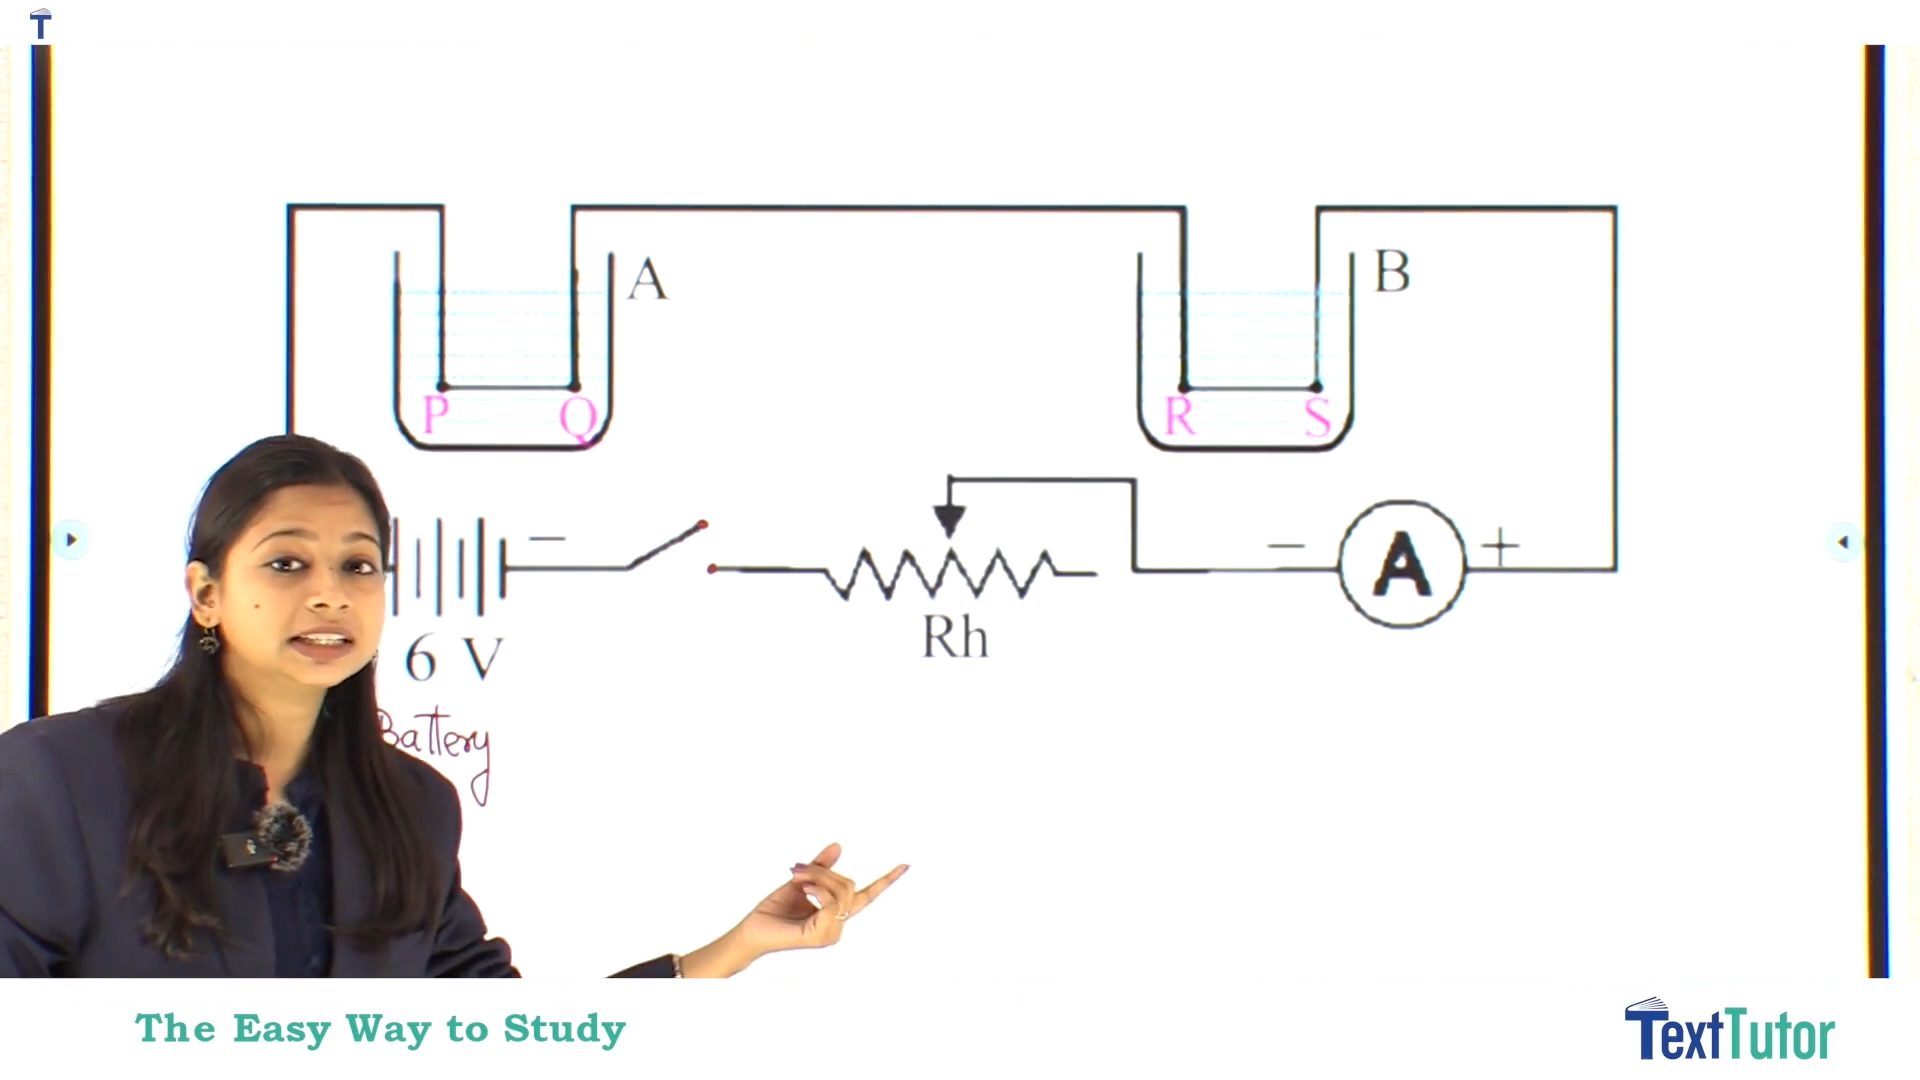 T
A
B
P Q
R S
−
− A +
6 V
Rh
Battery
The Easy Way to Study
TextTutor